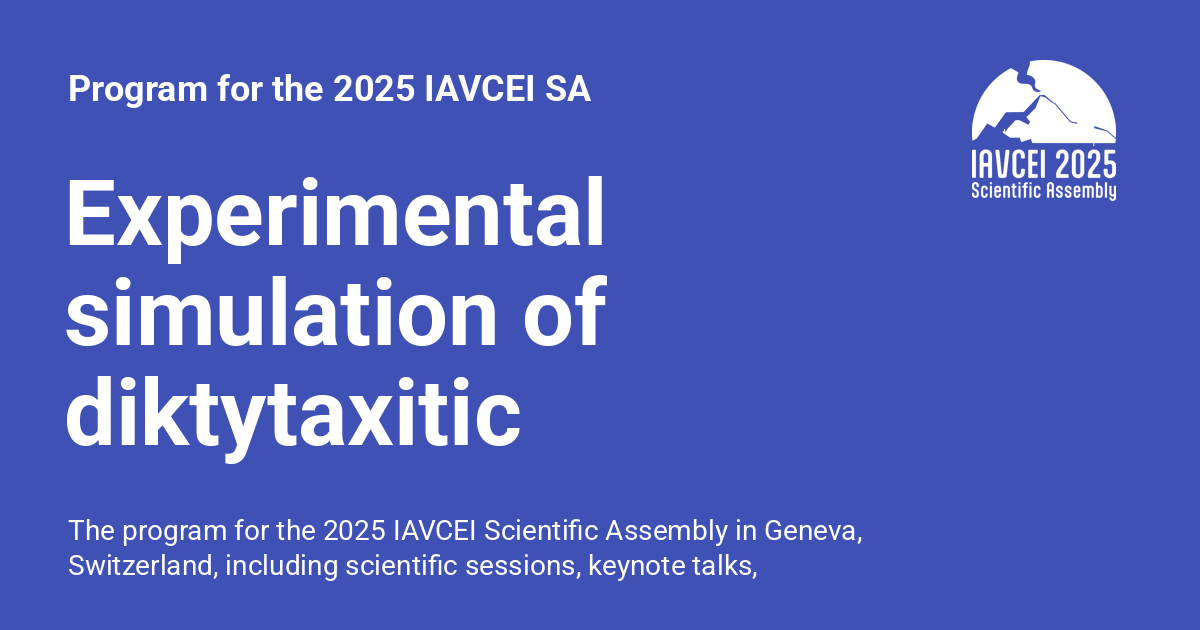 Program for the 2025 IAVCEI SA
IAVCEI 2025
Scientific Assembly
Experimental
simulation of
diktytaxitic
The program for the 2025 IAVCEI Scientific Assembly in Geneva,
Switzerland, including scientific sessions, keynote talks,